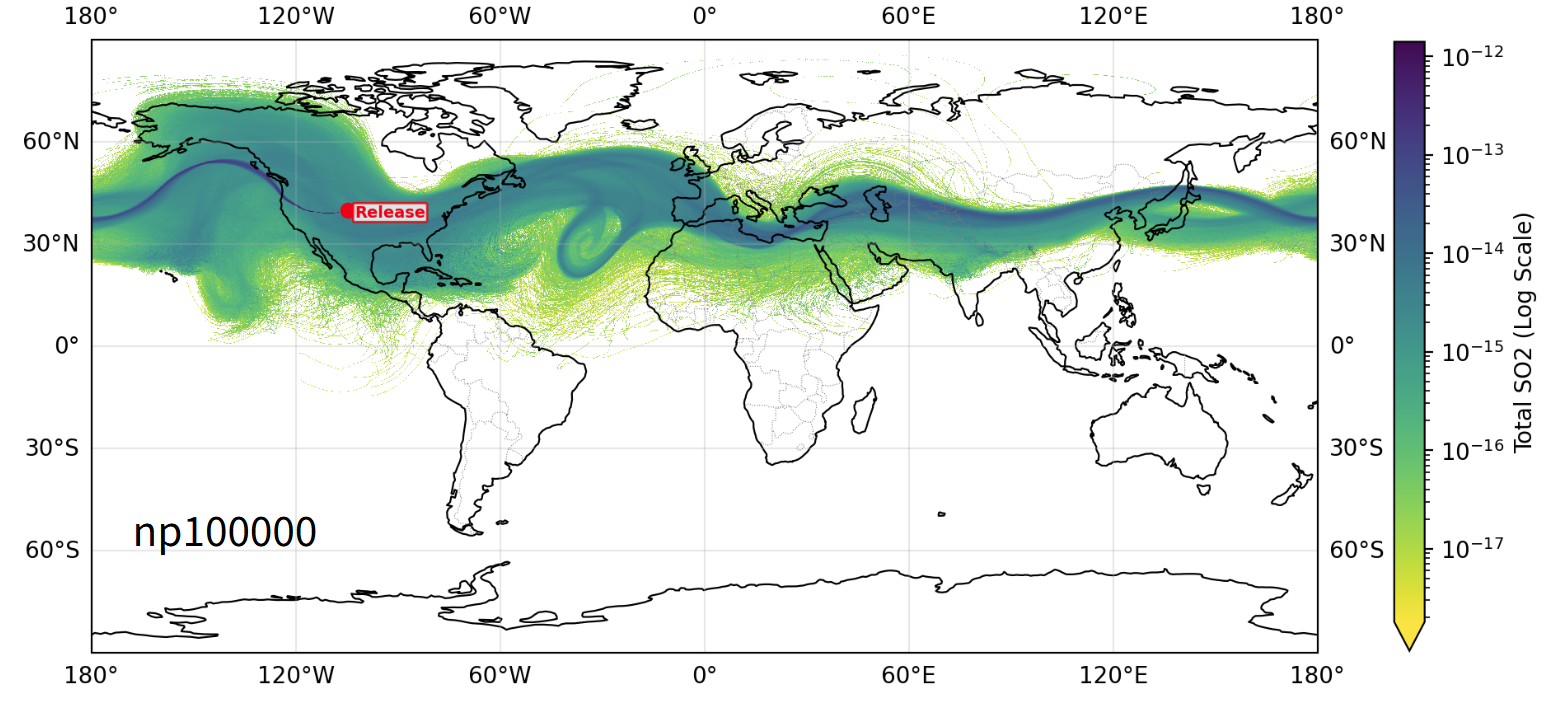 180° 120°W 60°W 0° 60°E 120°E 180°
60°N 60°N
30°N 30°N
0° 0°
30°S 30°S
60°S 60°S
Release
np100000
180° 120°W 60°W 0° 60°E 120°E 180°
10⁻¹²
10⁻¹³
10⁻¹⁴
10⁻¹⁵
10⁻¹⁶
10⁻¹⁷
Total SO2 (Log Scale)